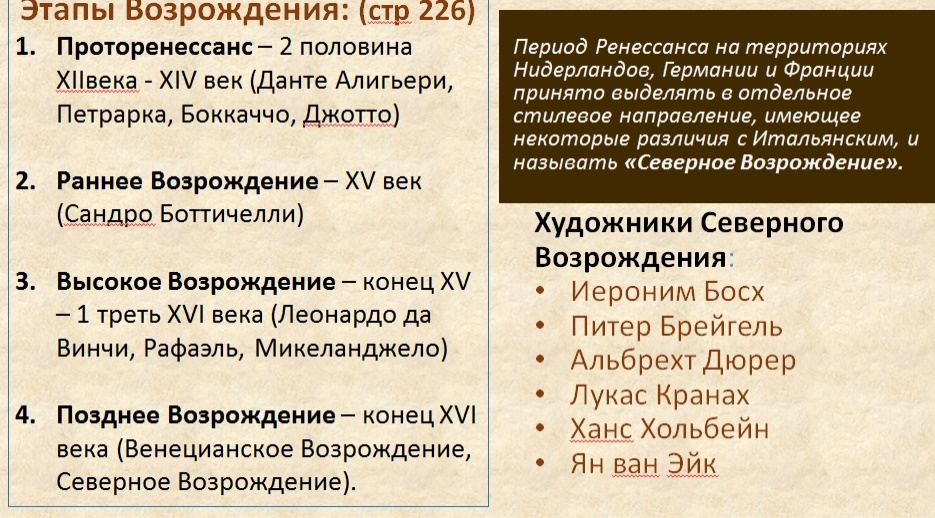 Этапы Возрождения: (стр 226)
1. Проторенессанс – 2 половина
XIIвека - XIV век (Данте Алигьери,
Петрарка, Боккаччо, Джотто)
2. Раннее Возрождение – XV век
(Сандро Боттичелли)
3. Высокое Возрождение – конец XV
– 1 треть XVI века (Леонардо да
Винчи, Рафаэль, Микеланджело)
4. Позднее Возрождение – конец XVI
века (Венецианское Возрождение,
Северное Возрождение).
Период Ренессанса на территориях
Нидерландов, Германии и Франции
принято выделять в отдельное
стилевое направление, имеющее
некоторые различия с Итальянским, и
называть «Северное Возрождение».
Художники Северного
Возрождения:
• Иероним Босх
• Питер Брейгель
• Альбрехт Дюрер
• Лукас Кранах
• Ханс Хольбейн
• Ян ван Эйк